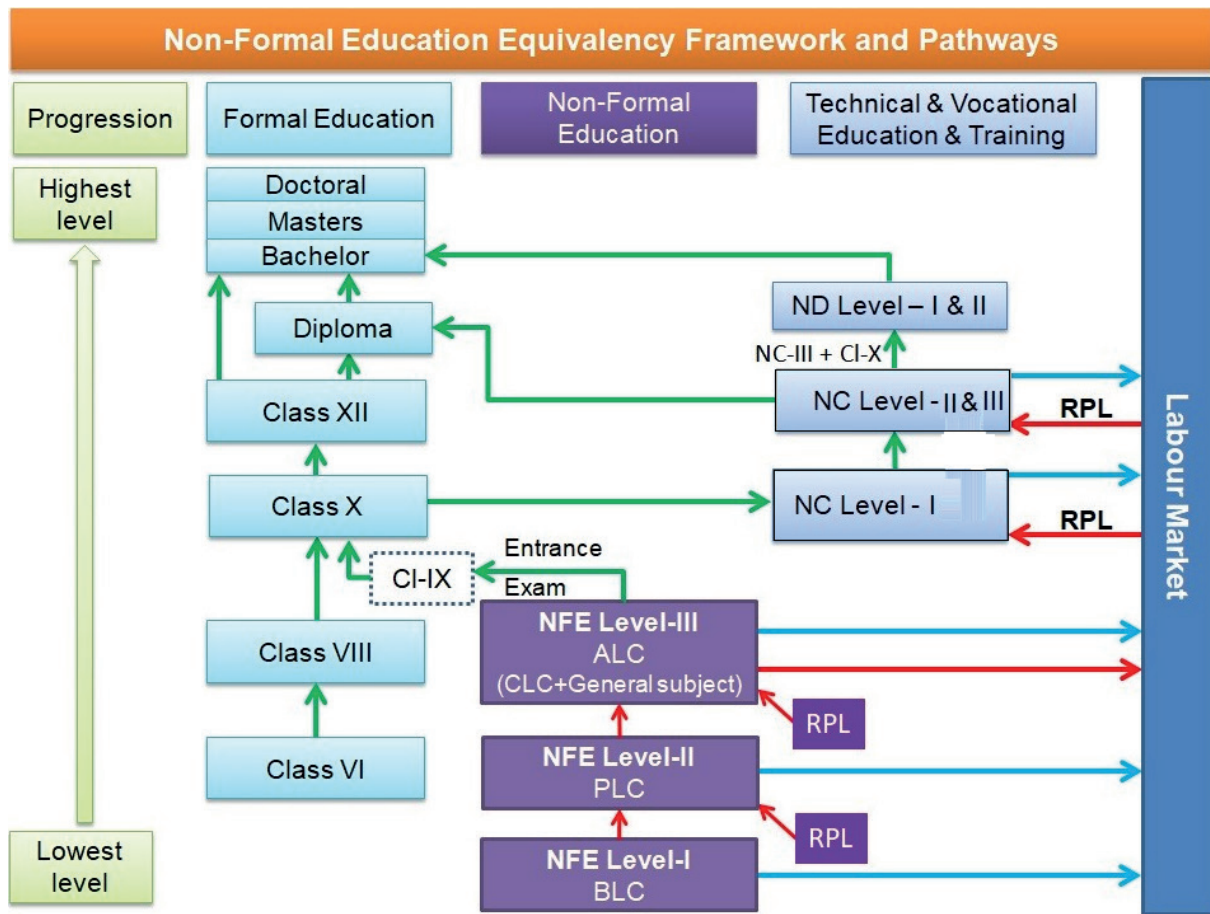 Non-Formal Education Equivalency Framework and Pathways
Progression
Formal Education
Non-Formal
Education
Technical & Vocational
Education & Training
Highest
level
Doctoral
Masters
Bachelor
ND Level – I & II
Diploma
NC-III + Cl-X
Class XII
NC Level - II & III
RPL
Class X
NC Level - I
RPL
Labour Market
Entrance
Exam
Cl-IX
NFE Level-III
ALC
(CLC+General subject)
Class VIII
RPL
Class VI
NFE Level-II
PLC
RPL
Lowest
level
NFE Level-I
BLC